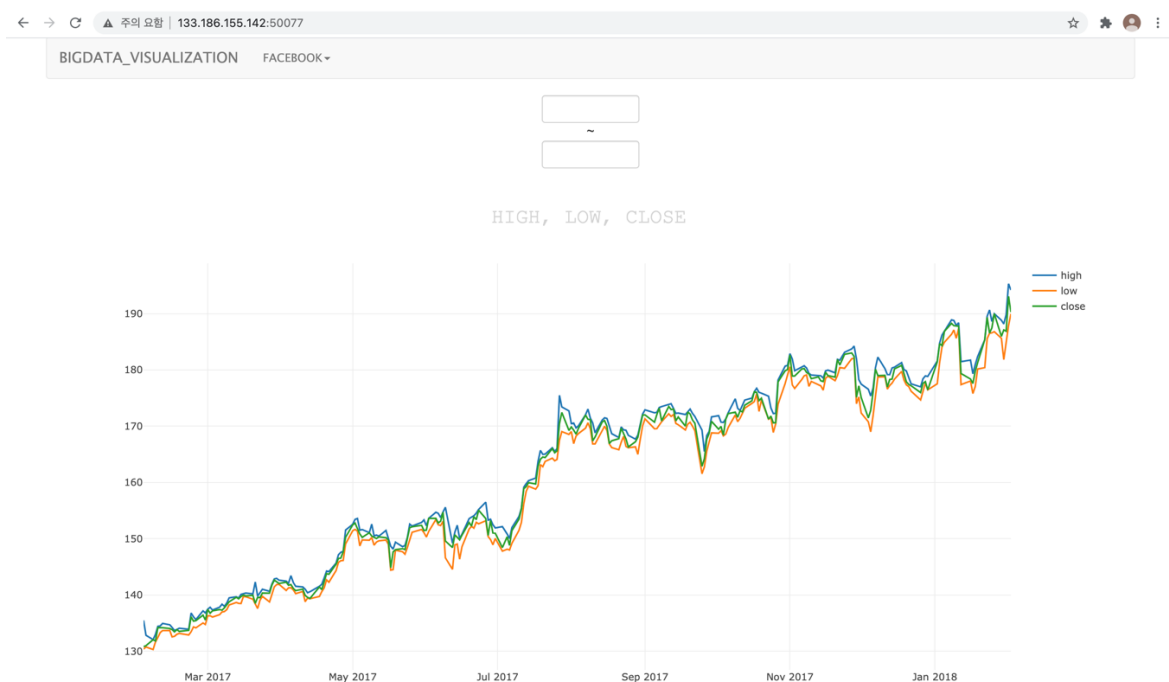 주의 요함 133.186.155.142:50077
BIGDATA_VISUALIZATION FACEBOOK
~
HIGH, LOW, CLOSE
high
low
close
190
180
170
160
150
140
130
Mar 2017 May 2017 Jul 2017 Sep 2017 Nov 2017 Jan 2018